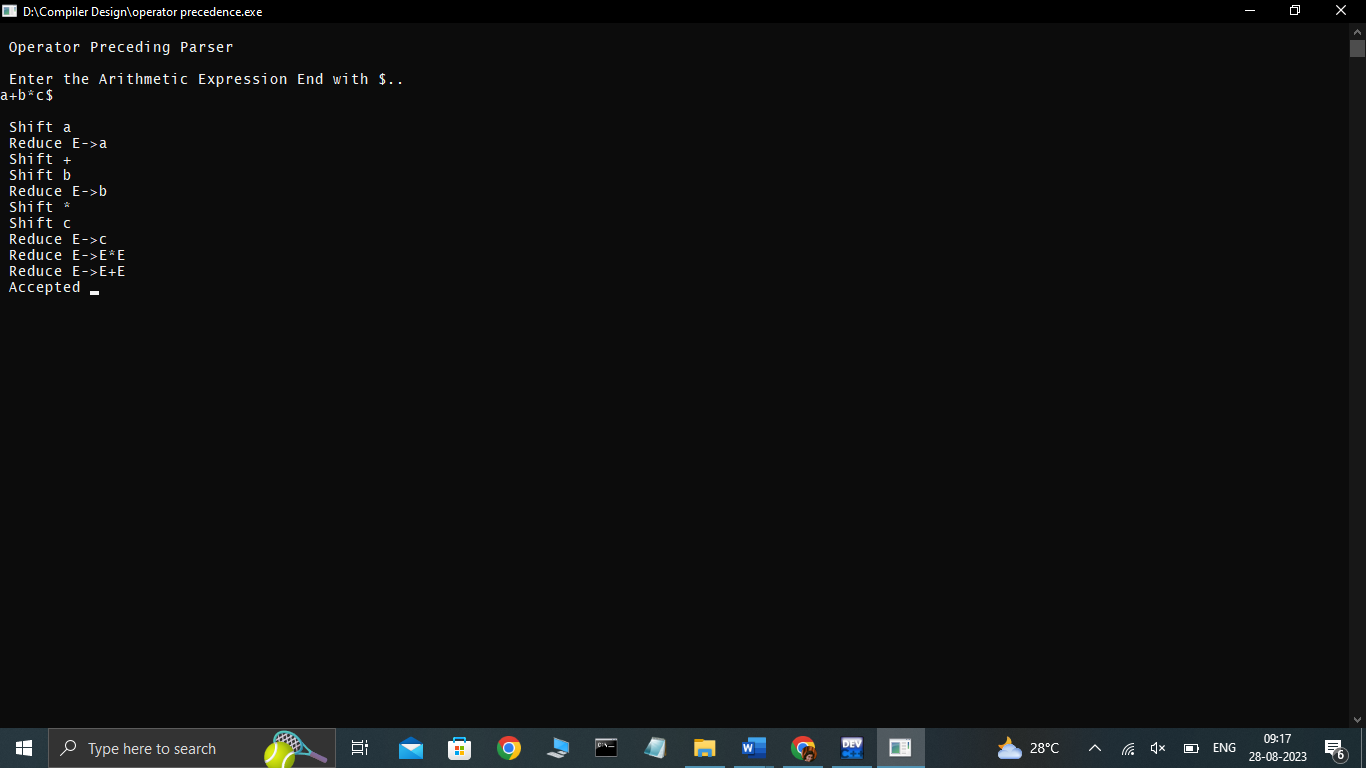 D:\Compiler Design\operator precedence.exe
Operator Preceding Parser
Enter the Arithmetic Expression End with $..
a+b*c$
Shift a
Reduce E->a
Shift +
Shift b
Reduce E->b
Shift *
Shift c
Reduce E->c
Reduce E->E*E
Reduce E->E+E
Accepted
Type here to search
W
DEV
28°C
ENG
09:17
28-08-2023
6